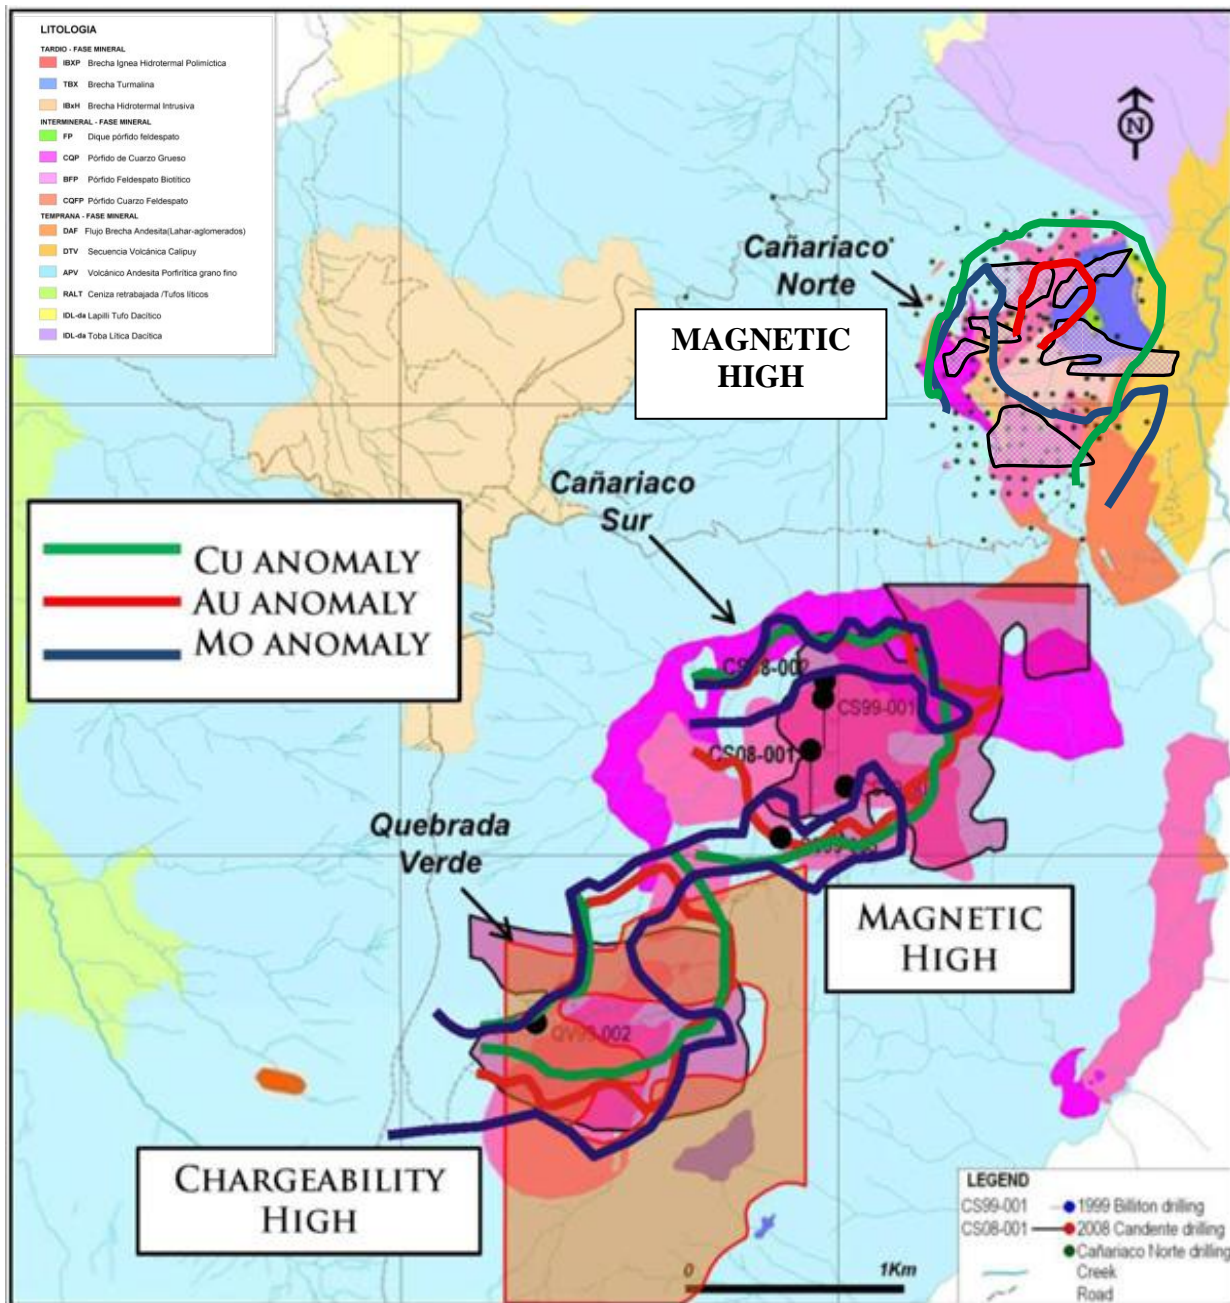 LITOLOGIA
TARDIO - FASE MINERAL
IBXP Brecha Ignea Hidrotermal Polimíctica
TBX Brecha Turmalina
IBxH Brecha Hidrotermal Intrusiva
INTERMINERAL - FASE MINERAL
FP Dique pórfido feldespato
CQP Pórfido de Cuarzo Grueso
BFP Pórfido Feldespato Biotítico
CQFP Pórfido Cuarzo Feldespato
TEMPRANA - FASE MINERAL
DAF Flujo Brecha Andesita(Lahar-aglomerados)
DTV Secuencia Volcánica Calipuy
APV Volcánico Andesita Porfirítica grano fino
RALT Ceniza retrabajada /Tufos líticos
IDL-da Lapilli Tufo Dacítico
IDL-da Toba Lítica Dacítica
N
Cañariaco
Norte
MAGNETIC
HIGH
Cañariaco
Sur
CU ANOMALY
AU ANOMALY
MO ANOMALY
CS08-002
CS99-001
CS08-001
Quebrada
Verde
MAGNETIC
HIGH
QV99-002
CHARGEABILITY
HIGH
LEGEND
CS99-001 1999 Billiton drilling
CS08-001 2008 Candente drilling
Cañariaco Norte drilling
Creek
Road
0 1Km